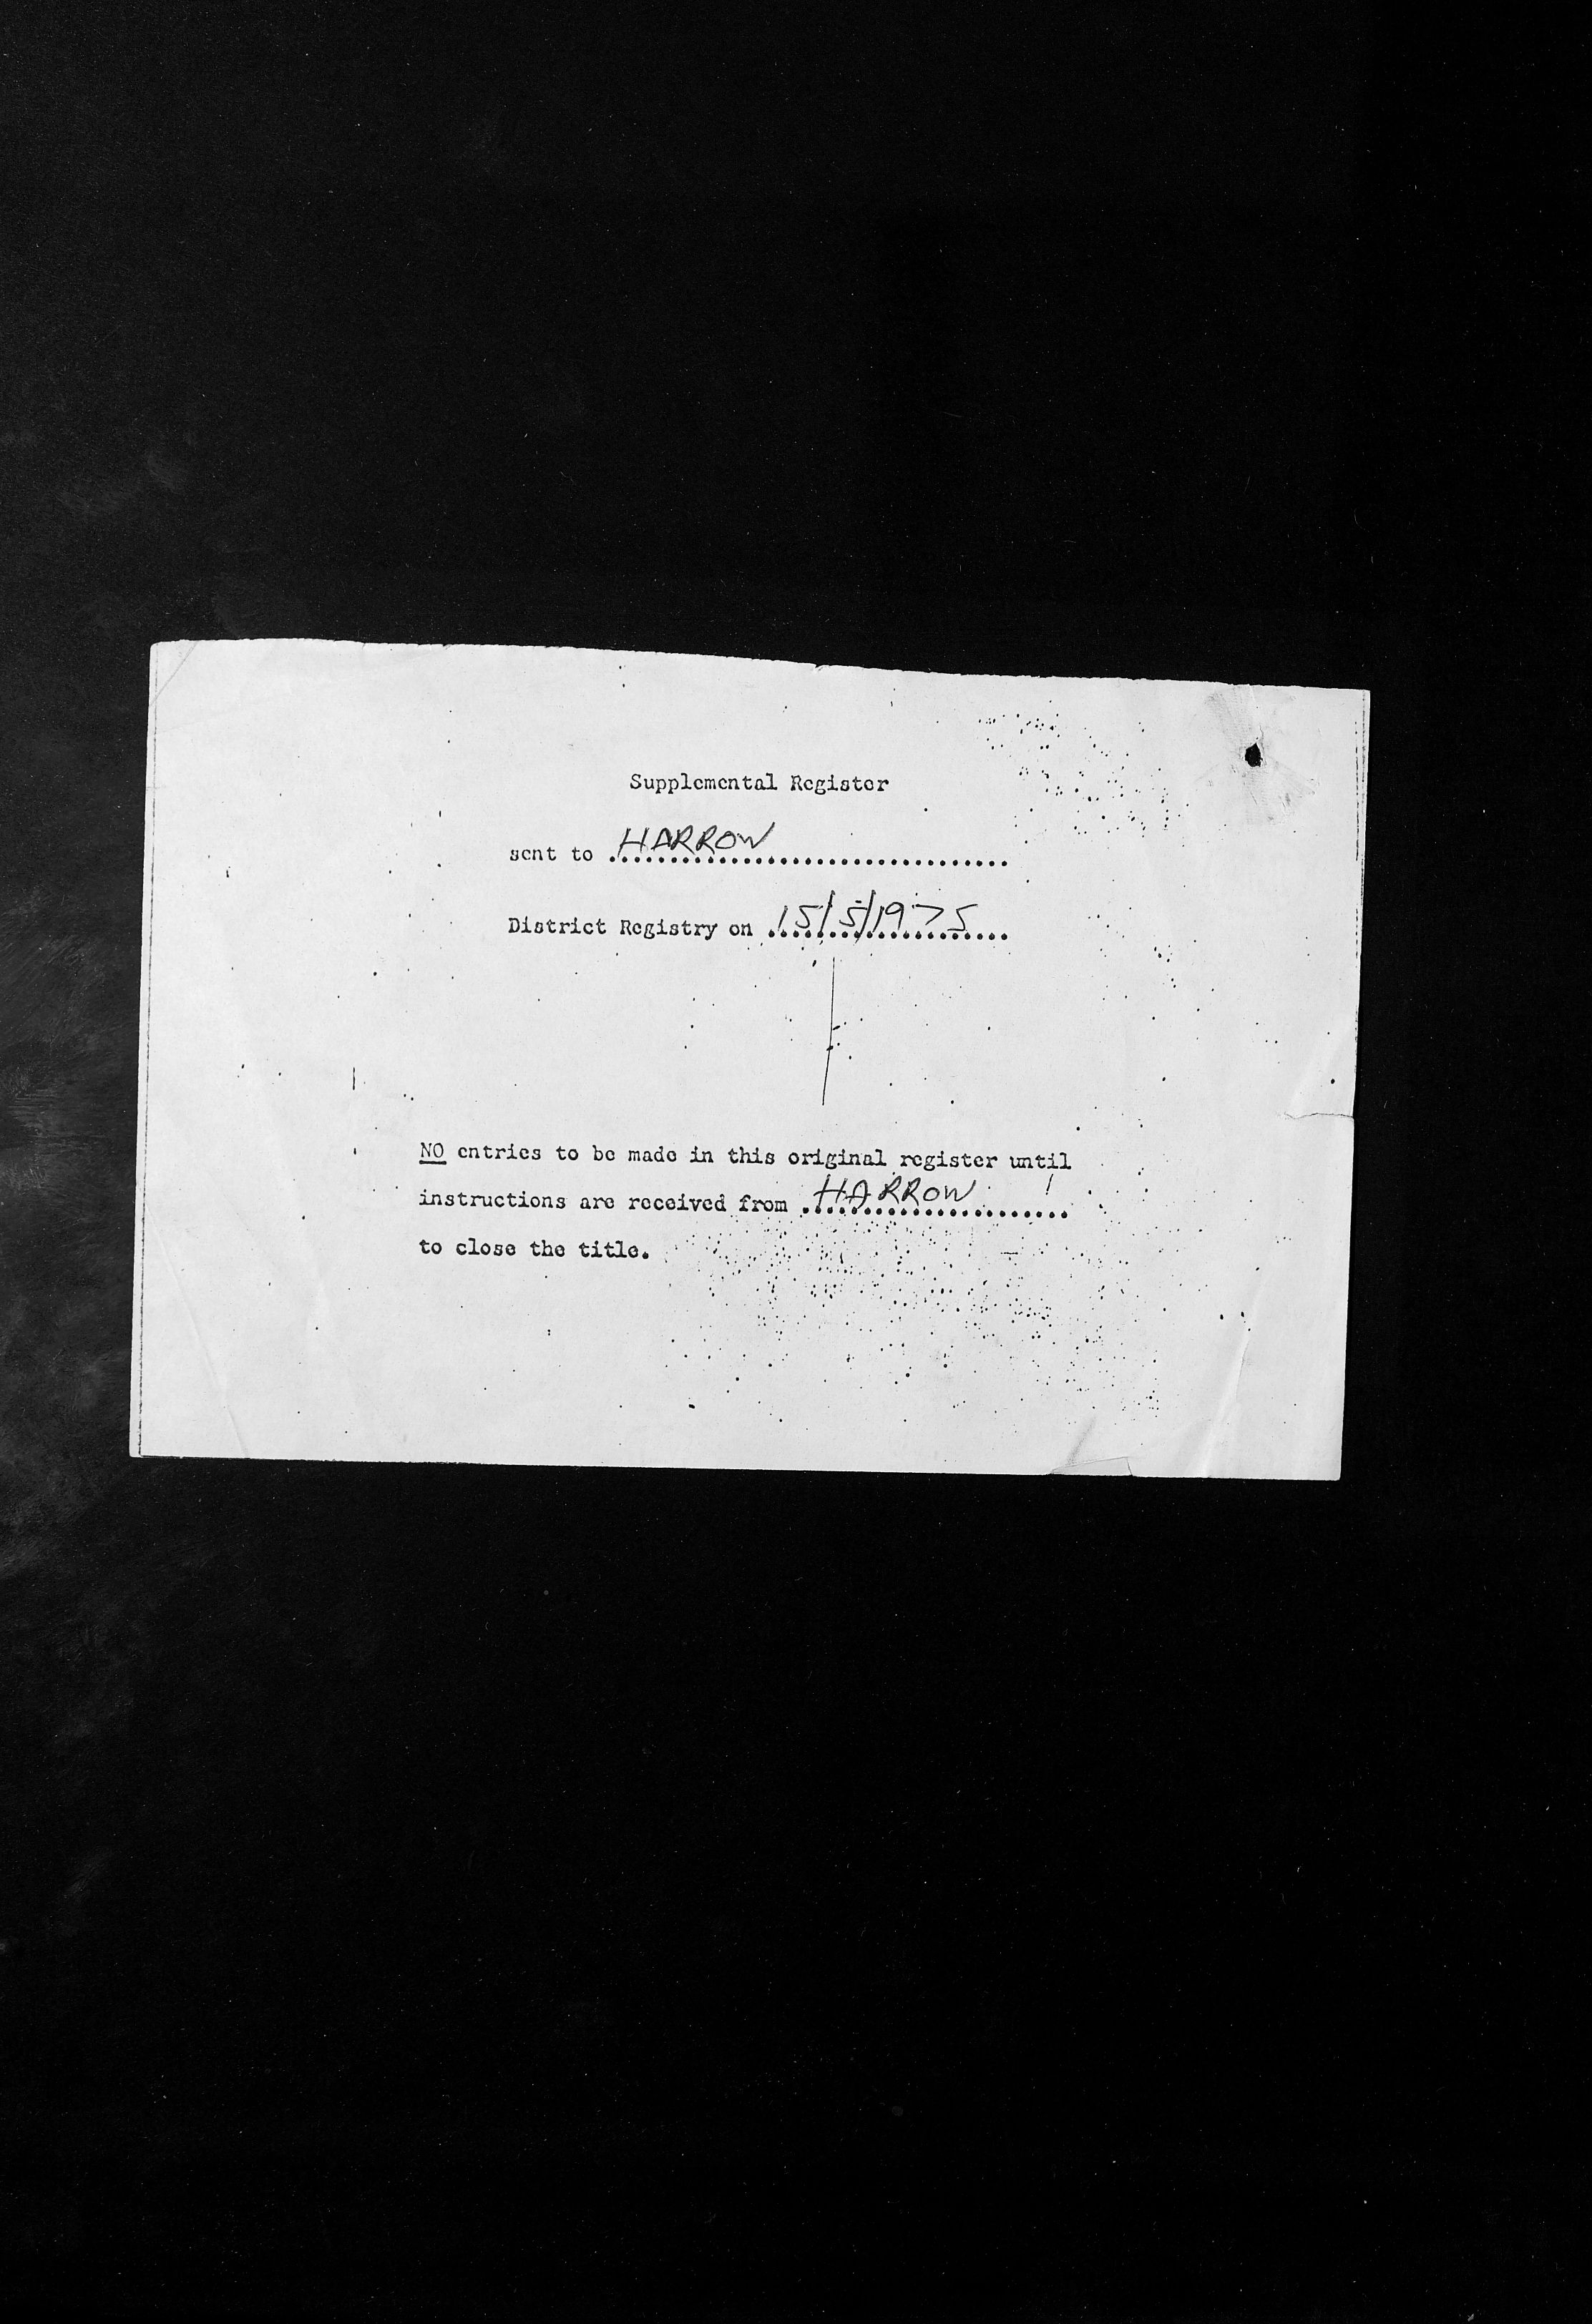 Supplemental Register
sent to HARROW
District Registry on 15/5/1975
NO entries to be made in this original register until
instructions are received from HARROW
to close the title.